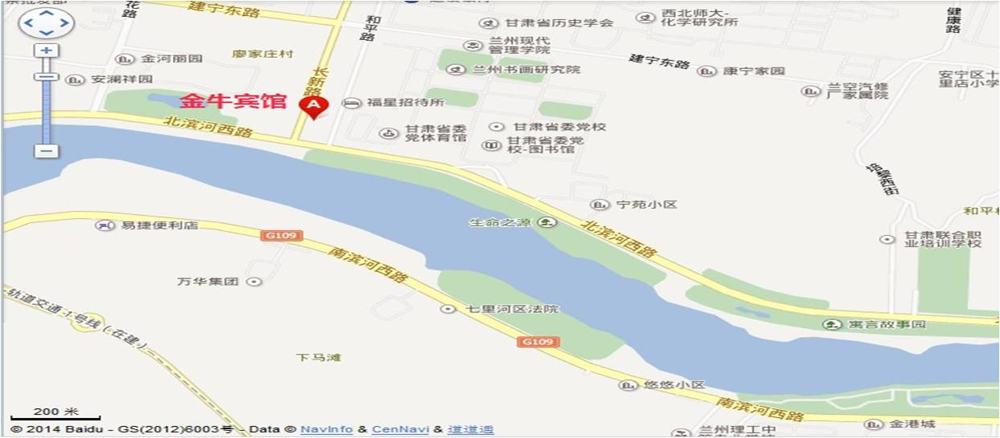 建宁东路
花
路
和
平
路
甘肃省历史学会
西北师大-
化学研究所
健
康
路
兰州现代
管理学院
金河丽园
廖家庄村
建宁东路
康宁家园
兰州书画研究院
安宁区十
里店小学
安澜祥园
长新路
兰空汽修
厂家属院
金牛宾馆
A
福星招待所
北滨河西路
甘肃省委
党体育馆
甘肃省委党校
甘肃省委党
校-图书馆
培黎西街
宁苑小区
和平村
生命之源
易捷便利店
G109
北滨河西路
甘肃联合职
业培训学校
南滨河西路
万华集团
轨道交通1号线(在建)
七里河区法院
寓言故事园
G109
下马滩
悠悠小区
南滨河西路
200 米
金港城
兰州理工中
© 2014 Baidu - GS(2012)6003号 - Data © NavInfo & CenNavi & 道道通